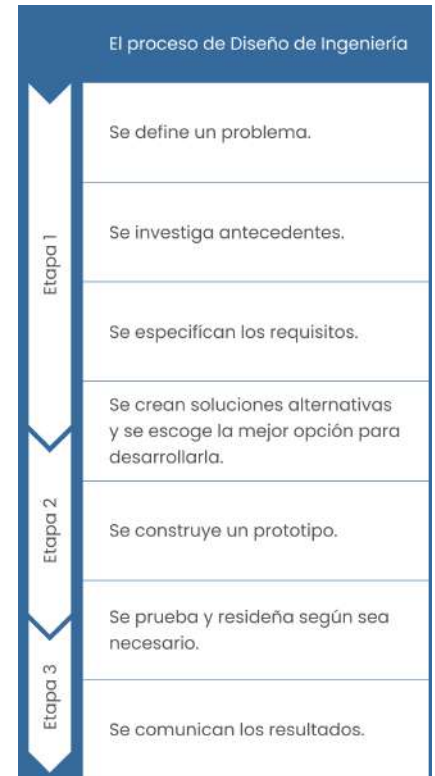 El proceso de Diseño de Ingeniería
Etapa 1
Se define un problema.
Se investiga antecedentes.
Se especifícan los requisitos.
Se crean soluciones alternativas
y se escoge la mejor opción para
desarrollarla.
Etapa 2
Se construye un prototipo.
Se prueba y resideña según sea
necesario.
Etapa 3
Se comunican los resultados.